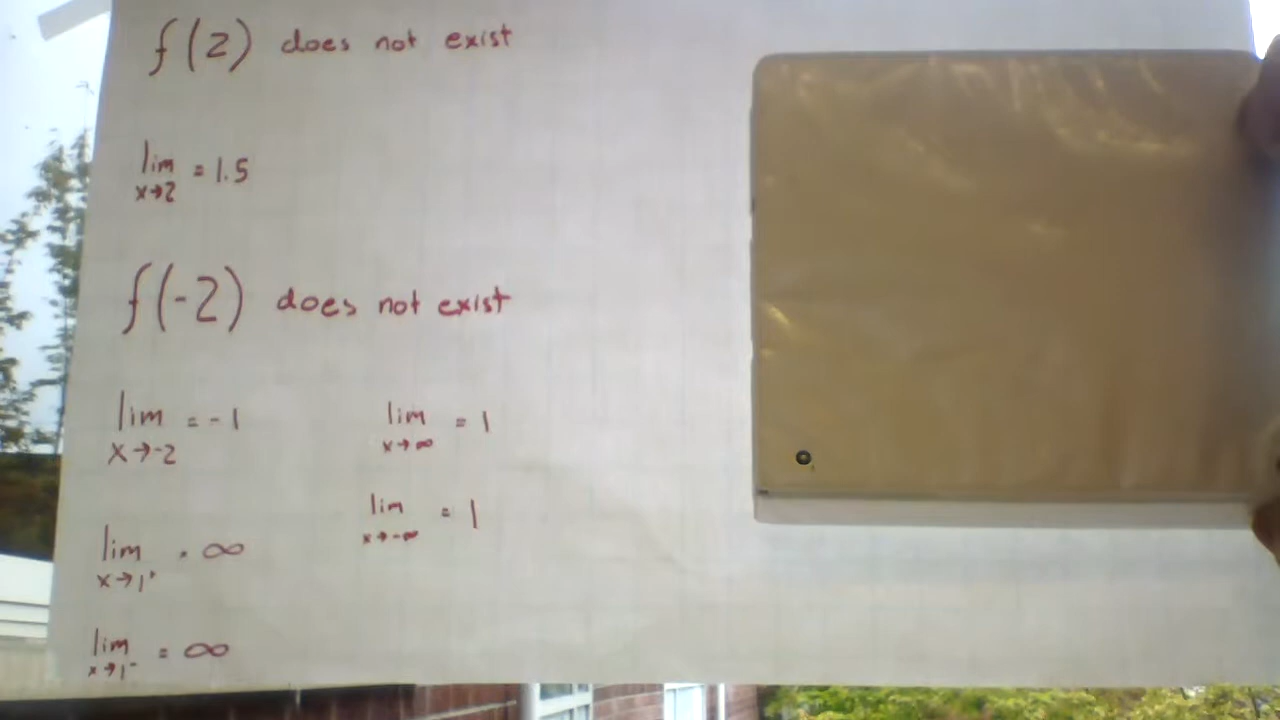 f(2) does not exist
lim = 1.5
x→2
f(-2) does not exist
lim = -1
x→-2
lim = 1
x→∞
lim = 1
x→-∞
lim = ∞
x→1⁺
lim = ∞
x→1⁻